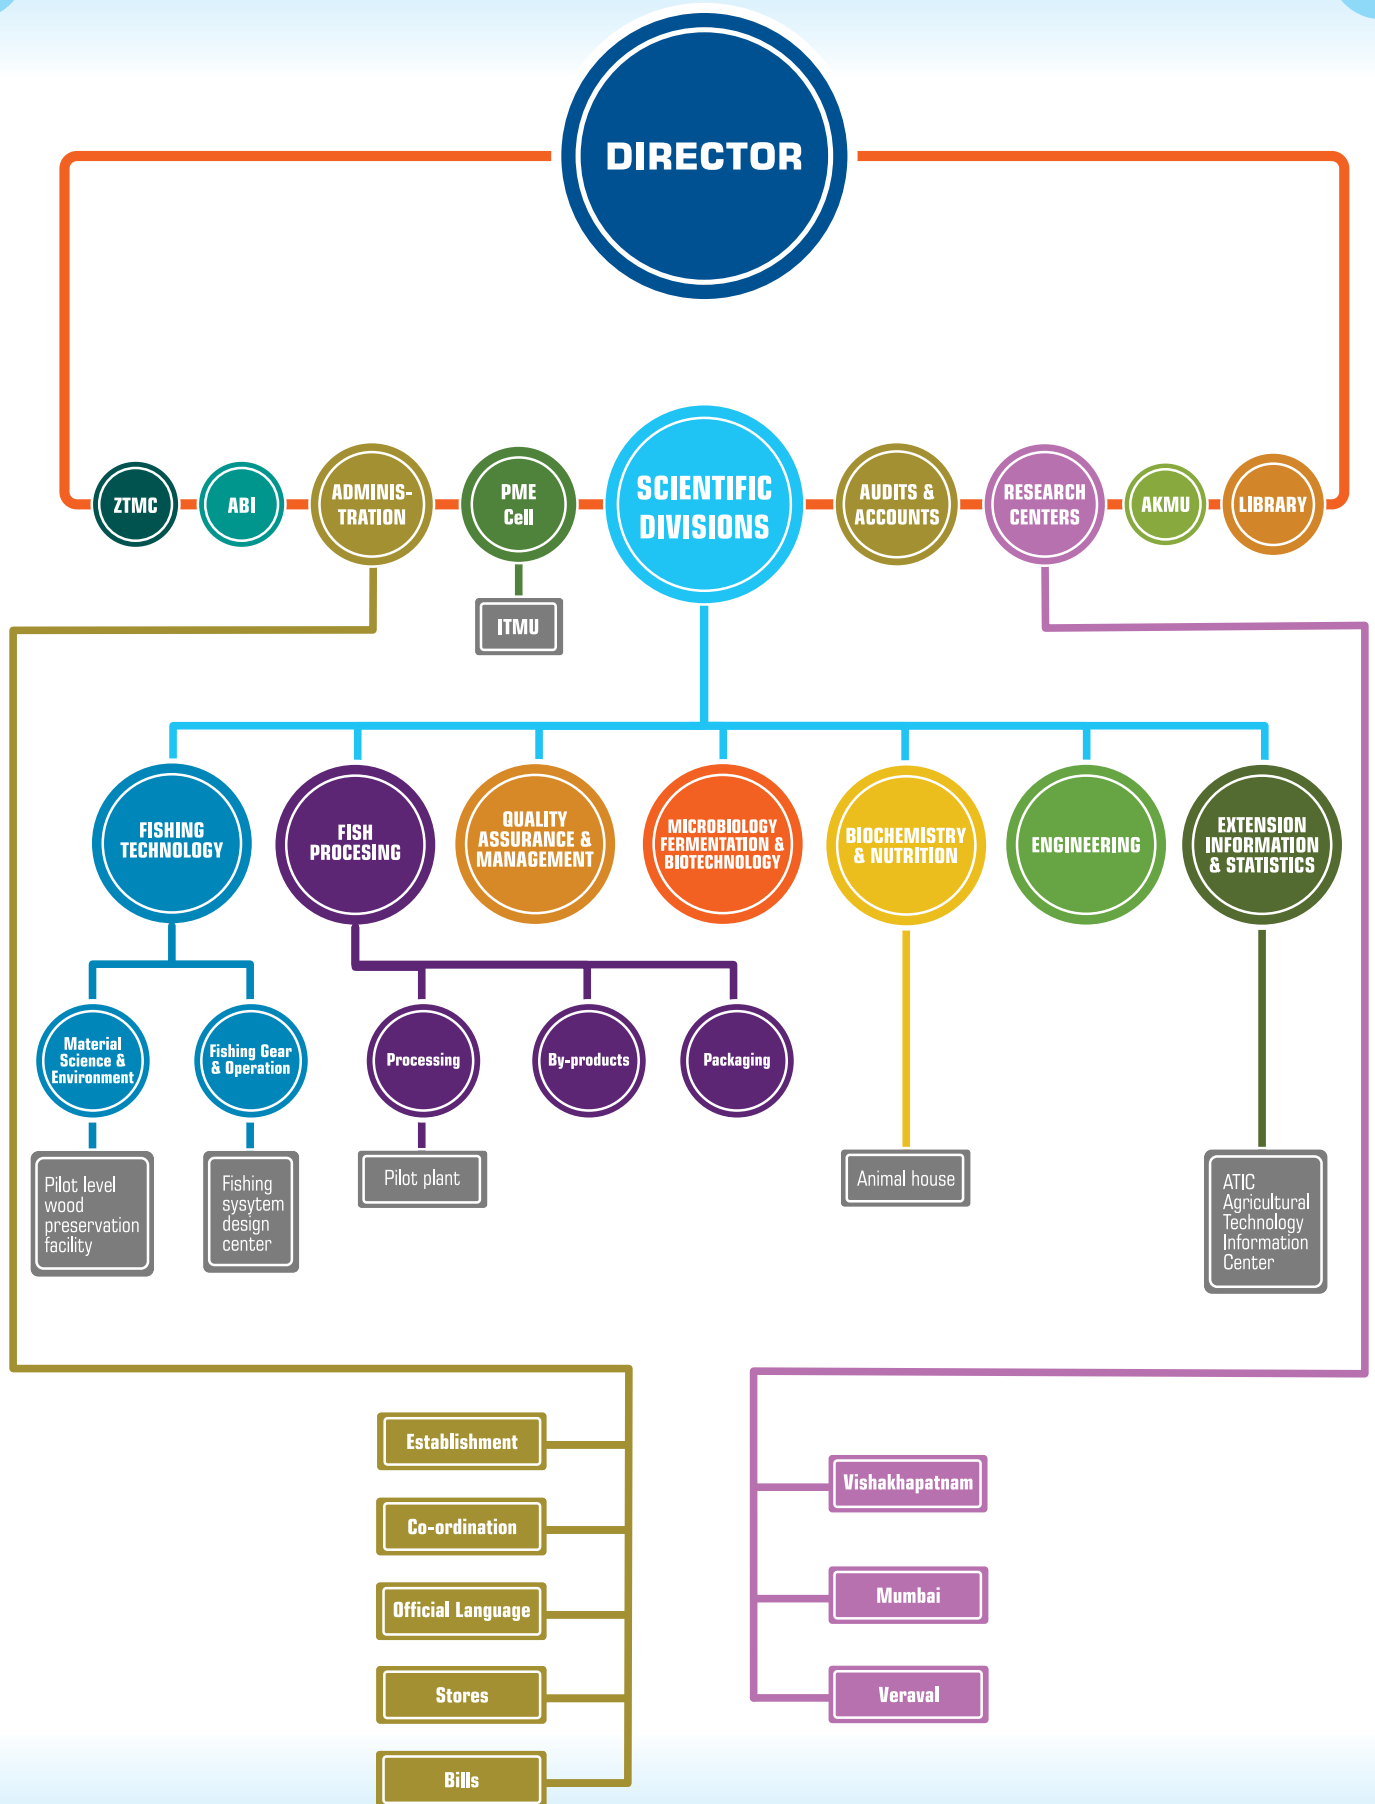 DIRECTOR
ZTMC
ABI
ADMINIS-
TRATION
PME
Cell
SCIENTIFIC
DIVISIONS
AUDITS &
ACCOUNTS
RESEARCH
CENTERS
AKMU
LIBRARY
ITMU
FISHING
TECHNOLOGY
FISH
PROCESING
QUALITY
ASSURANCE &
MANAGEMENT
MICROBIOLOGY
FERMENTATION &
BIOTECHNOLOGY
BIOCHEMISTRY
& NUTRITION
ENGINEERING
EXTENSION
INFORMATION
& STATISTICS
Material
Science &
Environment
Fishing Gear
& Operation
Processing
By-products
Packaging
Pilot level
wood
preservation
facility
Fishing
sysytem
design
center
Pilot plant
Animal house
ATIC
Agricultural
Technology
Information
Center
Establishment
Co-ordination
Official Language
Stores
Bills
Vishakhapatnam
Mumbai
Veraval